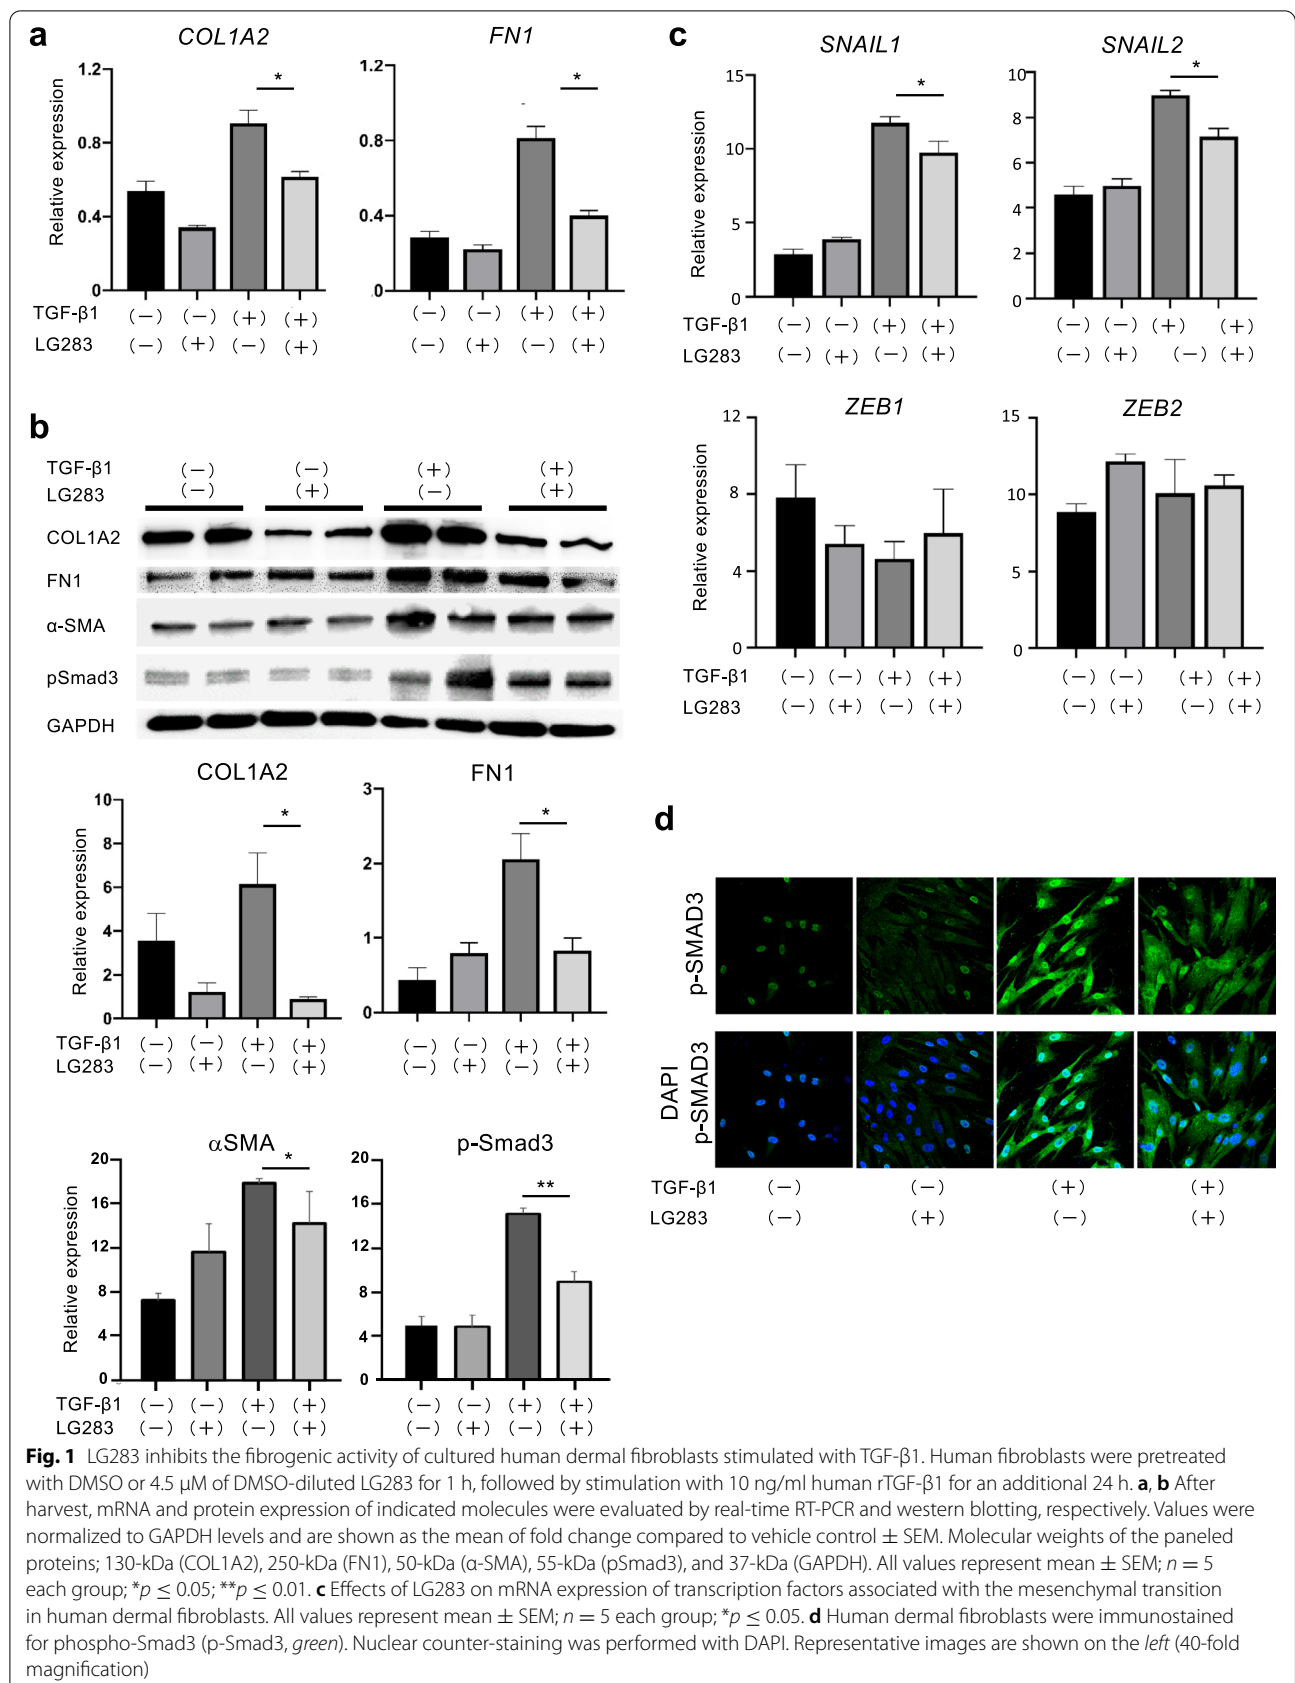 a
COL1A2
FN1
Relative expression
1.2
0.8
0.4
0
*
1.2
0.8
0.4
.0
*
TGF-β1 (−) (−) (+) (+) (−) (−) (+) (+)
LG283 (−) (+) (−) (+) (−) (+) (−) (+)
b
TGF-β1 (−) (−) (+) (+)
LG283 (−) (+) (−) (+)
COL1A2
FN1
α-SMA
pSmad3
GAPDH
COL1A2
FN1
Relative expression
10
8
6
4
2
0
*
3
2
1
0
*
TGF-β1 (−) (−) (+) (+) (−) (−) (+) (+)
LG283 (−) (+) (−) (+) (−) (+) (−) (+)
αSMA
p-Smad3
Relative expression
20
16
12
8
4
0
*
20
16
12
8
4
0
**
TGF-β1 (−) (−) (+) (+) (−) (−) (+) (+)
LG283 (−) (+) (−) (+) (−) (+) (−) (+)
c
SNAIL1
SNAIL2
Relative expression
15
10
5
0
*
10
8
6
4
2
0
*
TGF-β1 (−) (−) (+) (+) (−) (−) (+) (+)
LG283 (−) (+) (−) (+) (−) (+) (−) (+)
ZEB1
ZEB2
Relative expression
12
8
4
0
15
10
5
0
TGF-β1 (−) (−) (+) (+) (−) (−) (+) (+)
LG283 (−) (+) (−) (+) (−) (+) (−) (+)
d
p-SMAD3
DAPI
p-SMAD3
TGF-β1 (−) (−) (+) (+)
LG283 (−) (+) (−) (+)
Fig. 1 LG283 inhibits the fibrogenic activity of cultured human dermal fibroblasts stimulated with TGF-β1. Human fibroblasts were pretreated
with DMSO or 4.5 μM of DMSO-diluted LG283 for 1 h, followed by stimulation with 10 ng/ml human rTGF-β1 for an additional 24 h. a, b After
harvest, mRNA and protein expression of indicated molecules were evaluated by real-time RT-PCR and western blotting, respectively. Values were
normalized to GAPDH levels and are shown as the mean of fold change compared to vehicle control ± SEM. Molecular weights of the paneled
proteins; 130-kDa (COL1A2), 250-kDa (FN1), 50-kDa (α-SMA), 55-kDa (pSmad3), and 37-kDa (GAPDH). All values represent mean ± SEM; n = 5
each group; *p ≤ 0.05; **p ≤ 0.01. c Effects of LG283 on mRNA expression of transcription factors associated with the mesenchymal transition
in human dermal fibroblasts. All values represent mean ± SEM; n = 5 each group; *p ≤ 0.05. d Human dermal fibroblasts were immunostained
for phospho-Smad3 (p-Smad3, green). Nuclear counter-staining was performed with DAPI. Representative images are shown on the left (40-fold
magnification)